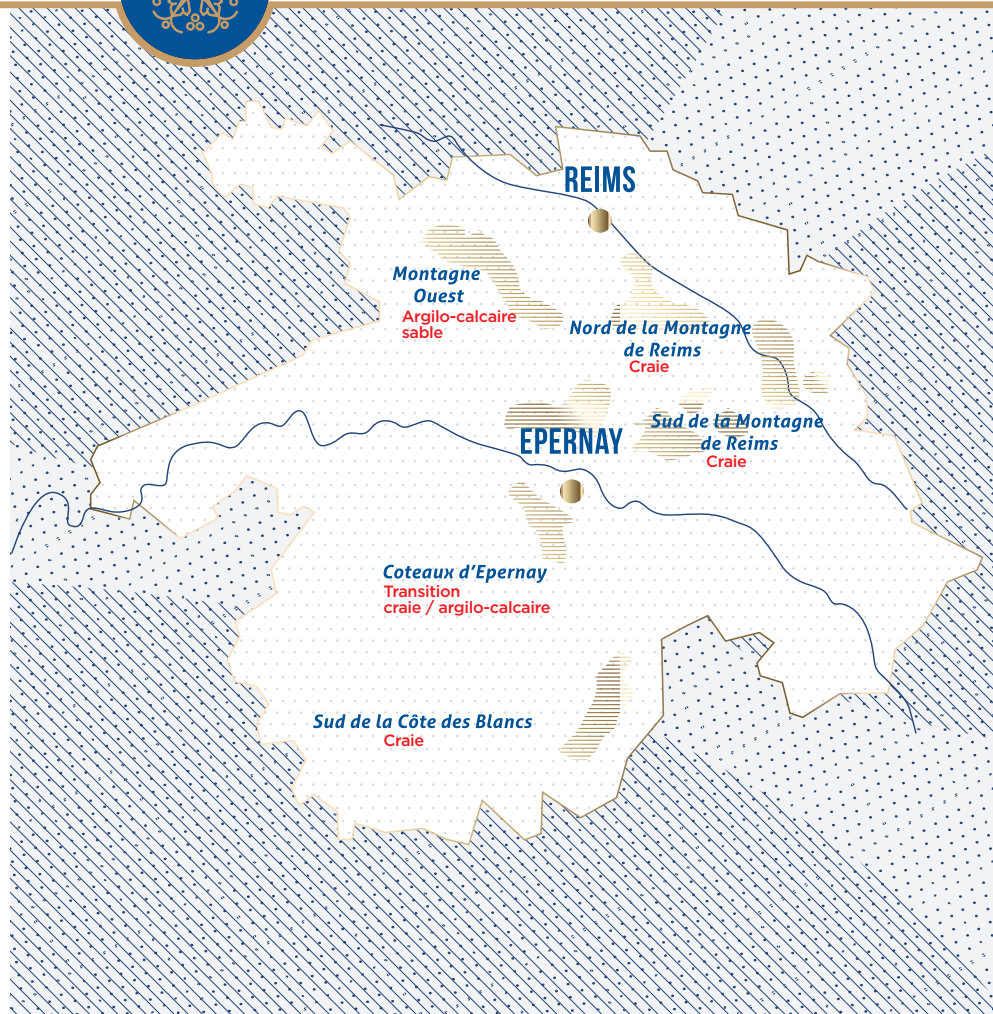 REIMS
Montagne
Ouest
Argilo-calcaire
sable
Nord de la Montagne
de Reims
Craie
Sud de la Montagne
de Reims
Craie
EPERNAY
Coteaux d'Epernay
Transition
craie / argilo-calcaire
Sud de la Côte des Blancs
Craie